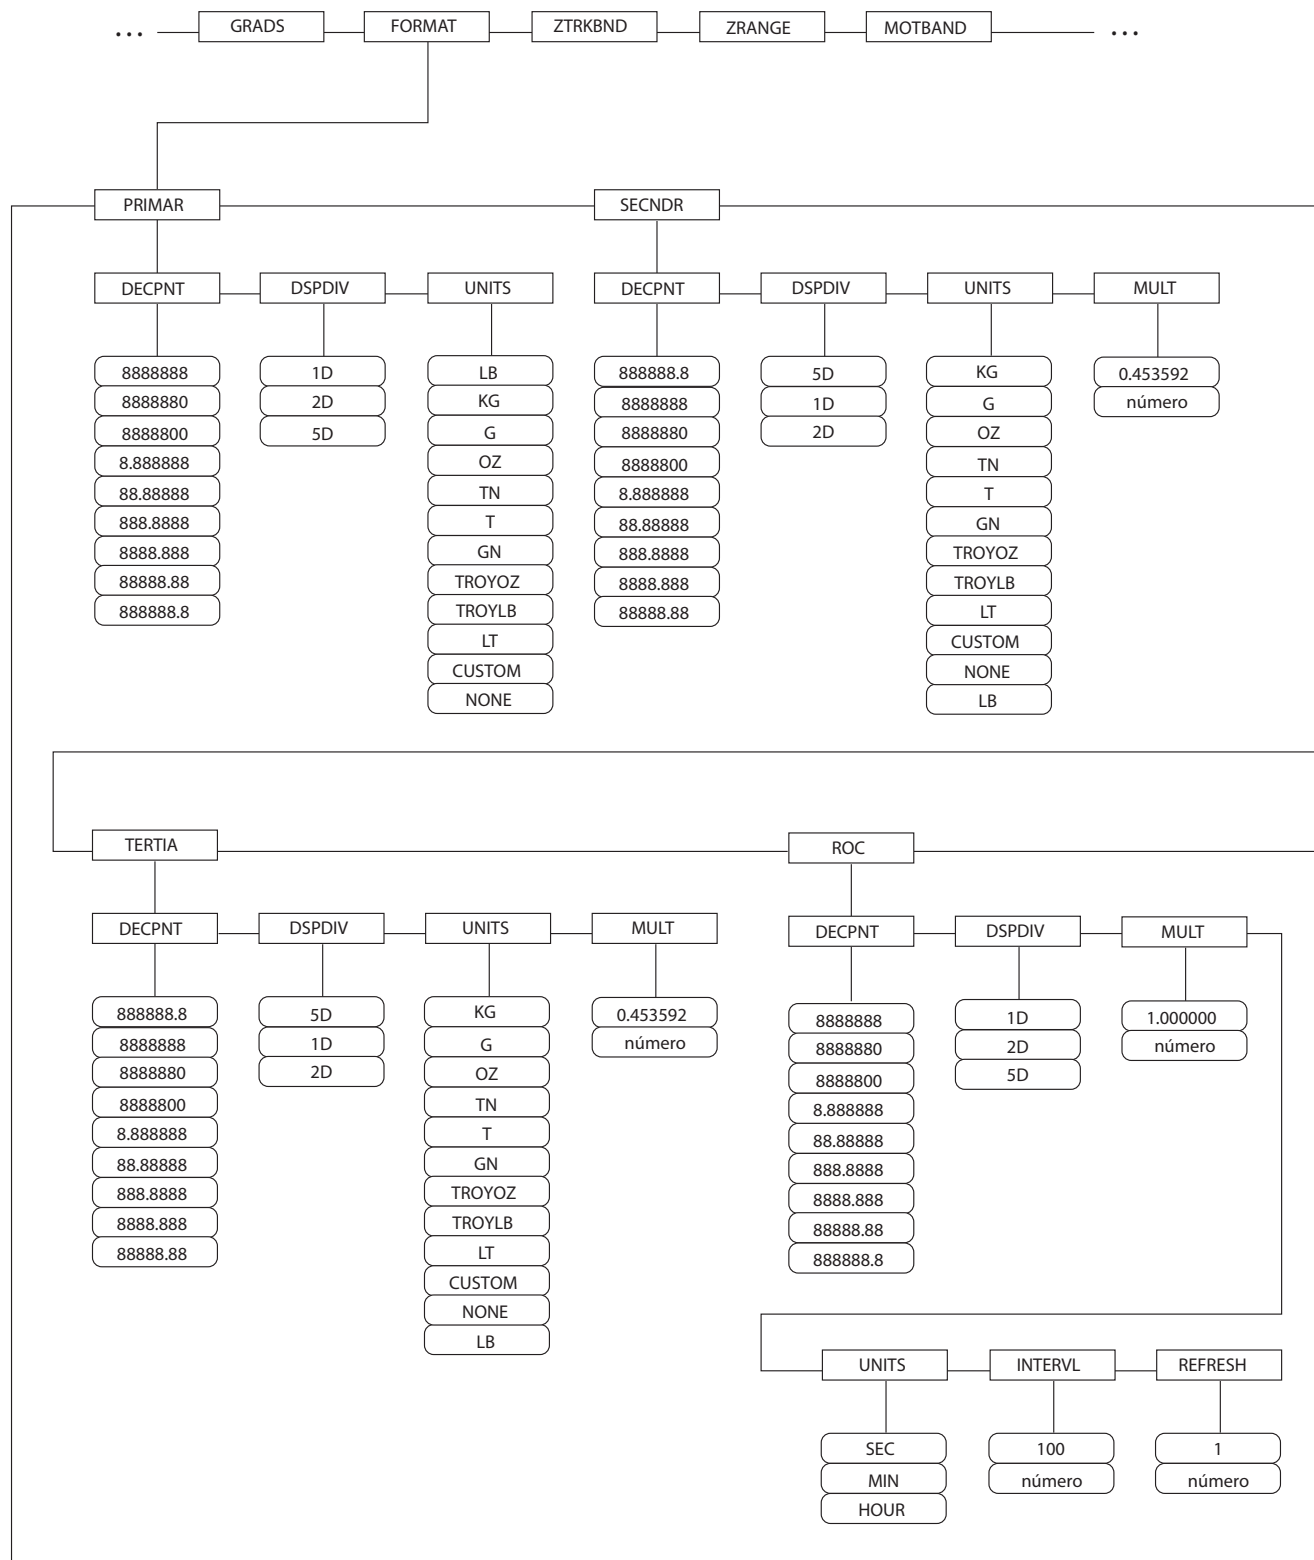 ... GRADS FORMAT ZTRKBND ZRANGE MOTBAND ...
PRIMAR SECNDR
DECPNT DSPDIV UNITS DECPNT DSPDIV UNITS MULT
8888888 1D LB 888888.8 5D KG 0.453592
8888880 2D KG 8888888 1D G número
8888800 5D G 8888880 2D OZ
8.888888 OZ 8888800 TN
88.88888 TN 8.888888 T
888.8888 T 88.88888 GN
8888.888 GN 888.8888 TROYOZ
88888.88 TROYOZ 8888.888 TROYLB
888888.8 TROYLB 88888.88 LT
LT CUSTOM
CUSTOM NONE
NONE LB
TERTIA ROC
DECPNT DSPDIV UNITS MULT DECPNT DSPDIV MULT
888888.8 5D KG 0.453592 8888888 1D 1.000000
8888888 1D G número 8888880 2D número
8888880 2D OZ 8888800 5D
8888800 TN 8.888888
8.888888 T 88.88888
88.88888 GN 888.8888
888.8888 TROYOZ 8888.888
8888.888 TROYLB 88888.88
88888.88 LT 888888.8
CUSTOM
NONE
LB
UNITS INTERVL REFRESH
SEC 100 1
MIN número número
HOUR